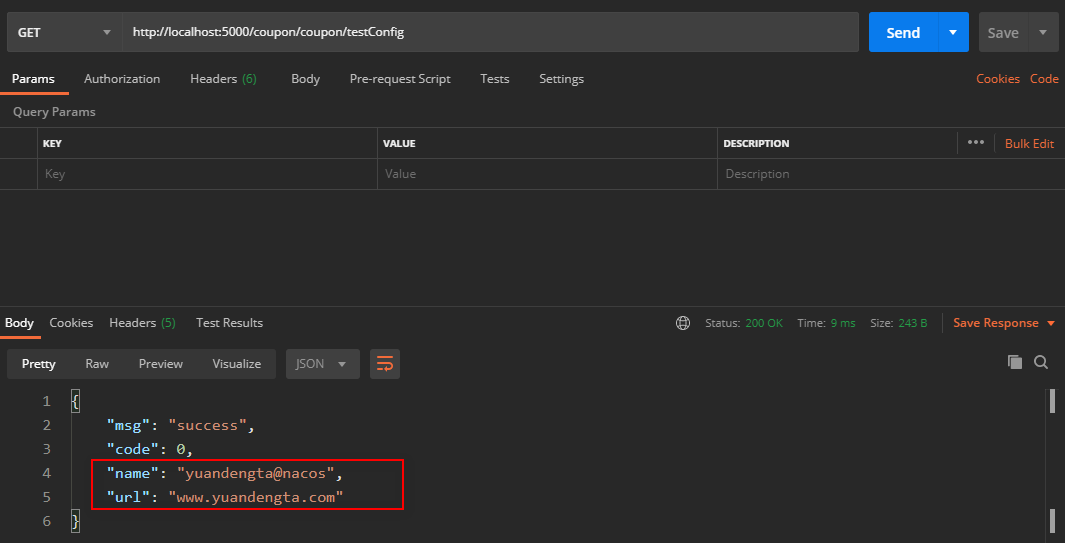 GET http://localhost:5000/coupon/coupon/testConfig Send Save
Params Authorization Headers (6) Body Pre-request Script Tests Settings Cookies Code
Query Params
KEY VALUE DESCRIPTION ••• Bulk Edit
Key Value Description
Body Cookies Headers (5) Test Results Status: 200 OK Time: 9 ms Size: 243 B Save Response
Pretty Raw Preview Visualize JSON
1 {
2 "msg": "success",
3 "code": 0,
4 "name": "yuandengta@nacos",
5 "url": "www.yuandengta.com"
6 }